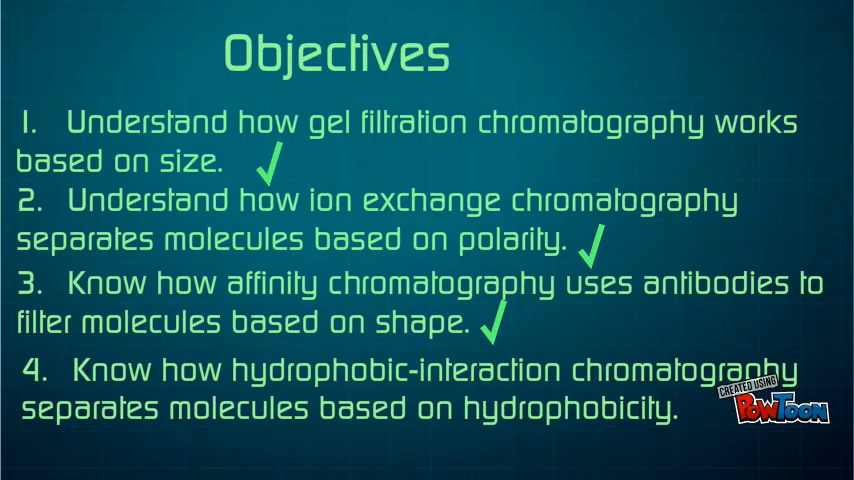 Objectives
1. Understand how gel filtration chromatography works
based on size.
2. Understand how ion exchange chromatography
separates molecules based on polarity.
3. Know how affinity chromatography uses antibodies to
filter molecules based on shape.
4. Know how hydrophobic-interaction chromatography
separates molecules based on hydrophobicity.
CREATED USING
POWTOON